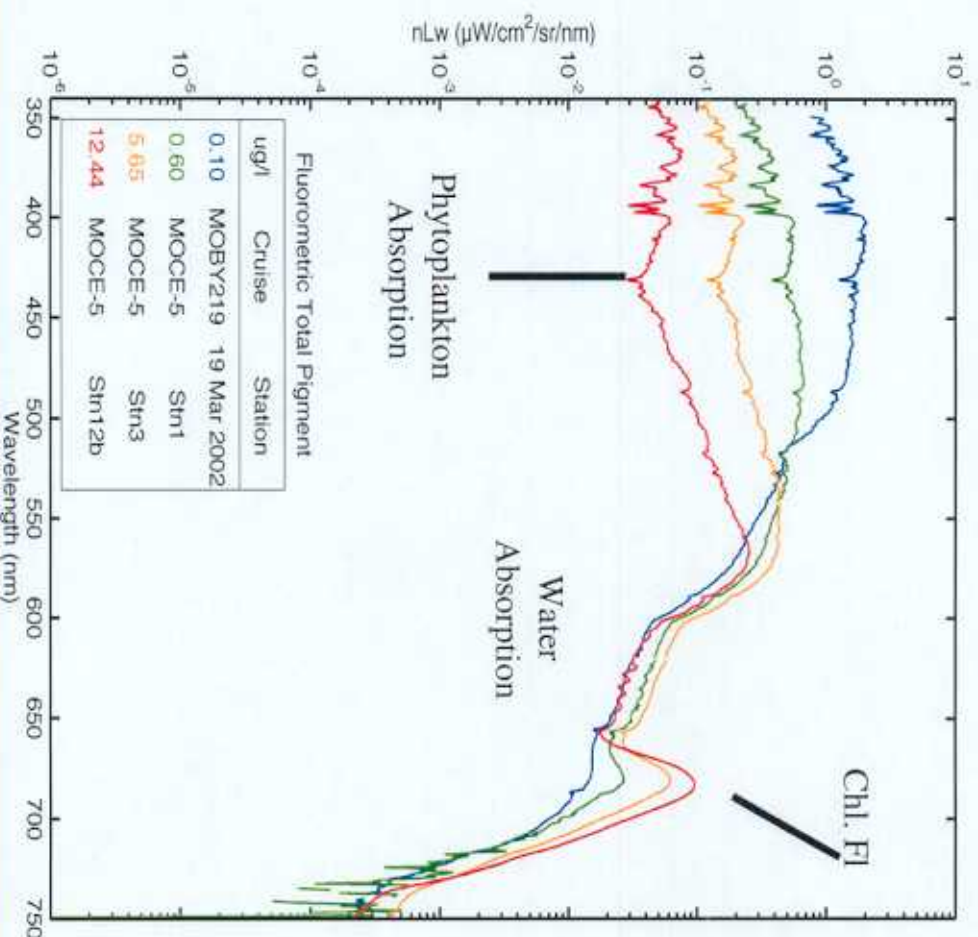 nLw (µW/cm²/sr/nm)
10¹
10⁰
10⁻¹
10⁻²
10⁻³
10⁻⁴
10⁻⁵
10⁻⁶
350
400
450
500
550
600
650
700
750
Wavelength (nm)
Chl. Fl
Phytoplankton
Absorption
Water
Absorption
Fluorometric Total Pigment
ug/l Cruise Station
0.10 MOBY219 19 Mar 2002
0.60 MOCE-5 Stn1
5.65 MOCE-5 Stn3
12.44 MOCE-5 Stn12b